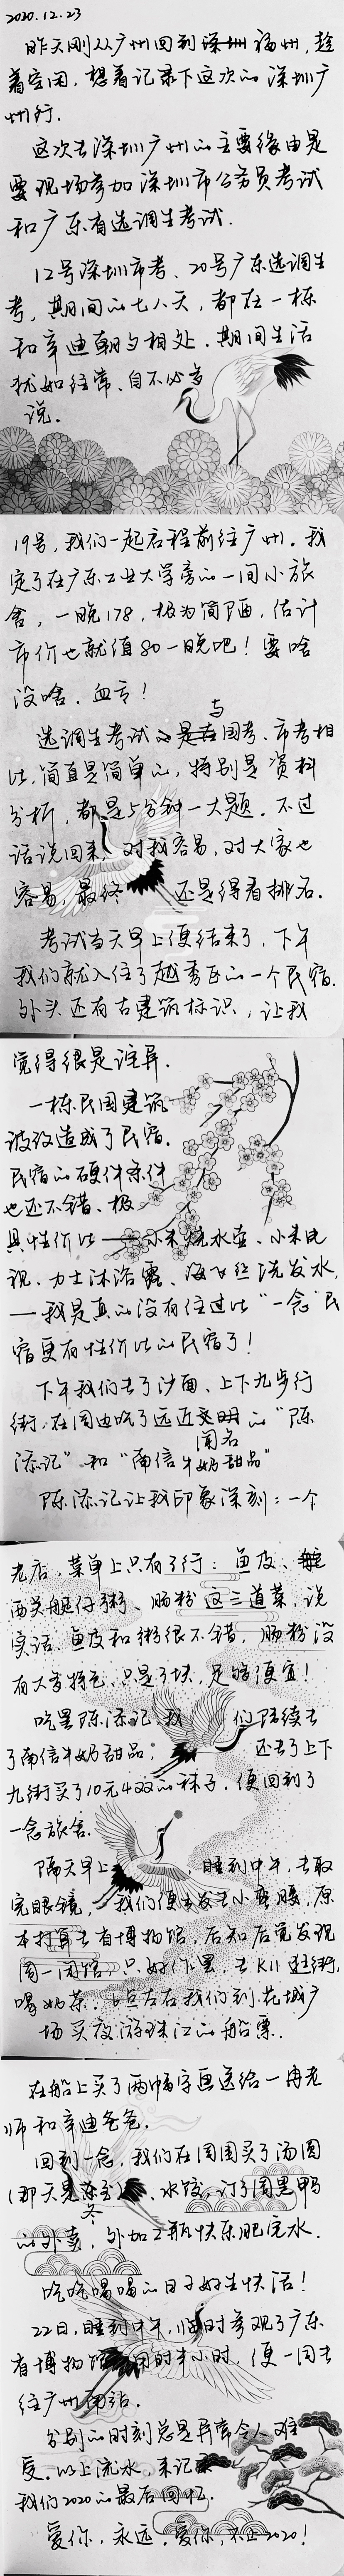 2020.12.23
昨天刚从广州回到深圳福州，趁
着空闲，想着记录下这次的深圳广
州行.
这次去深圳广州的主要缘由是
要现场参加深圳市公务员考试
和广东省选调生考试.
12号深圳市考、20号广东选调生
考，期间的七八天，都在一栋
和辛迪朝夕相处.期间生活
犹如往常，自不必多
说.
19号，我们一起启程前往广州.我
定了在广东工业大学旁的一间小旅
舍，一晚178，极为简陋，估计
市价也就值80一晚吧！要啥
没啥.血亏！
与
选调生考试是在国考、市考相
比，简直是简单的，特别是资料
分析，都是5分钟一大题.不过
话说回来，对我容易，对大家也
容易，最终还是得看排名.
考试当天早上便结束了，下午
我们就入住了越秀区的一个民宿.
外头还有古建筑标识，让我
觉得很是诧异.
一栋民国建筑
被改造成了民宿.
民宿的硬件条件
也还不错、极
具性价比——小米烧水壶、小米电
视、力士沐浴露、海飞丝洗发水，
——我是真的没有住过比“一念”民
宿更有性价比的民宿了！
下午我们去了沙面、上下九步行
街，在周边吃了远近文明的“陈
闻名
添记”和“南信牛奶甜品”
陈添记让我印象深刻：一个
老店，菜单上只有3行：鱼皮、艇
西关艇仔粥、肠粉这三道菜，说
实话，鱼皮和粥很不错，肠粉没
有大多特色，只是7块，足够便宜！
吃罢陈添记，我们陆续去
了南信牛奶甜品，还去了上下
九街买了10元4双的袜子.便回到了
一念旅舍.
隔天早上，睡到中午，去取
完眼镜，我们便去发去小蛮腰，原
本打算去省博物馆，后知后觉发现
周一闭馆，只好作罢，去K11逛街，
喝奶茶.6点左右我们到花城广
场买夜游珠江的船票.
在船上买了两幅字画送给一冉老
师和辛迪爸爸.
回到一念，我们在周围买了汤圆
（那天是东至）、水饺，订了周黑鸭
冬
的外卖，外加2瓶快乐肥宅水.
吃吃喝喝的日子好生快活！
22日，睡到中午，临时参观了广东
省博物馆，用时半小时，便一同去
往广州南站.
分别的时刻总是异常令人难
受.以上流水，来记录
我们2020的最后回忆.
爱你，永远.爱你，不止2020！